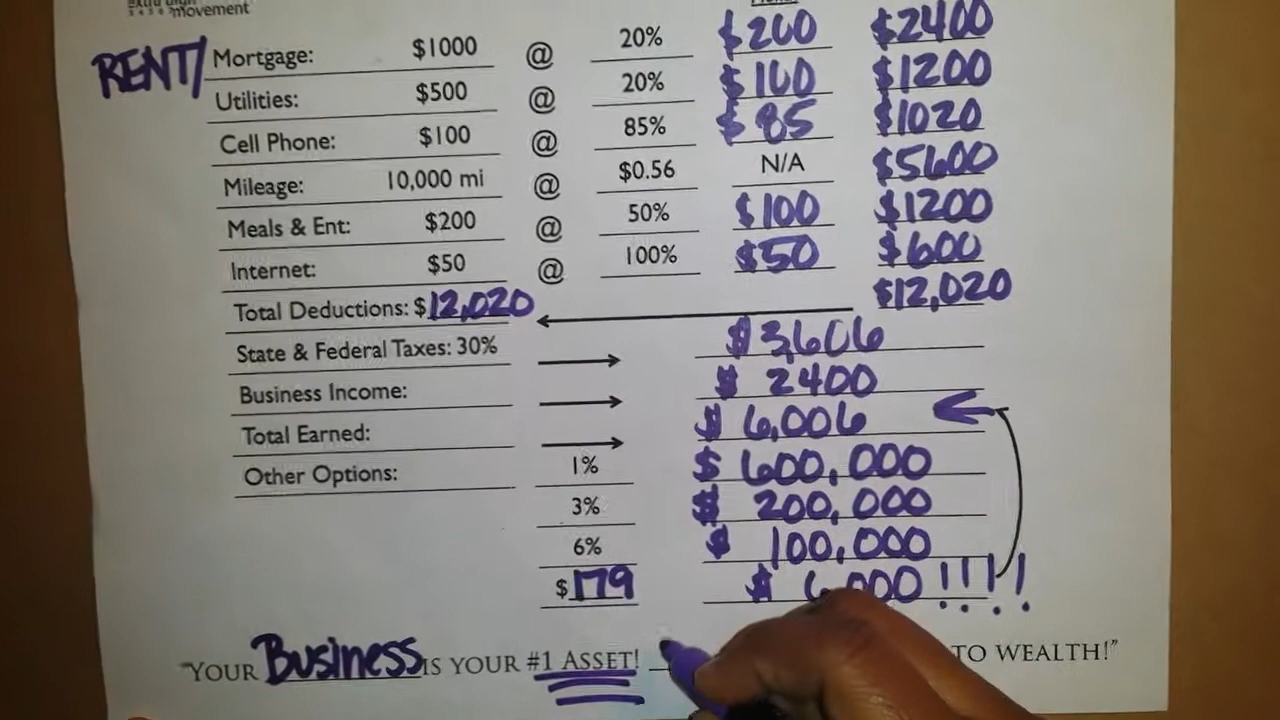 movement
RENT/ Mortgage: $1000 @ 20% $200 $2400
Utilities: $500 @ 20% $100 $1200
Cell Phone: $100 @ 85% $85 $1020
Mileage: 10,000 mi @ $0.56 N/A $5600
Meals & Ent: $200 @ 50% $100 $1200
Internet: $50 @ 100% $50 $600
$12,020
Total Deductions: $12,020
State & Federal Taxes: 30% $3,606
Business Income: $2400
Total Earned: $6,006
Other Options: 1% $600,000
3% $200,000
6% $100,000
$179 $6,000!!!!
"YOUR Business IS YOUR #1 ASSET! TO WEALTH!"